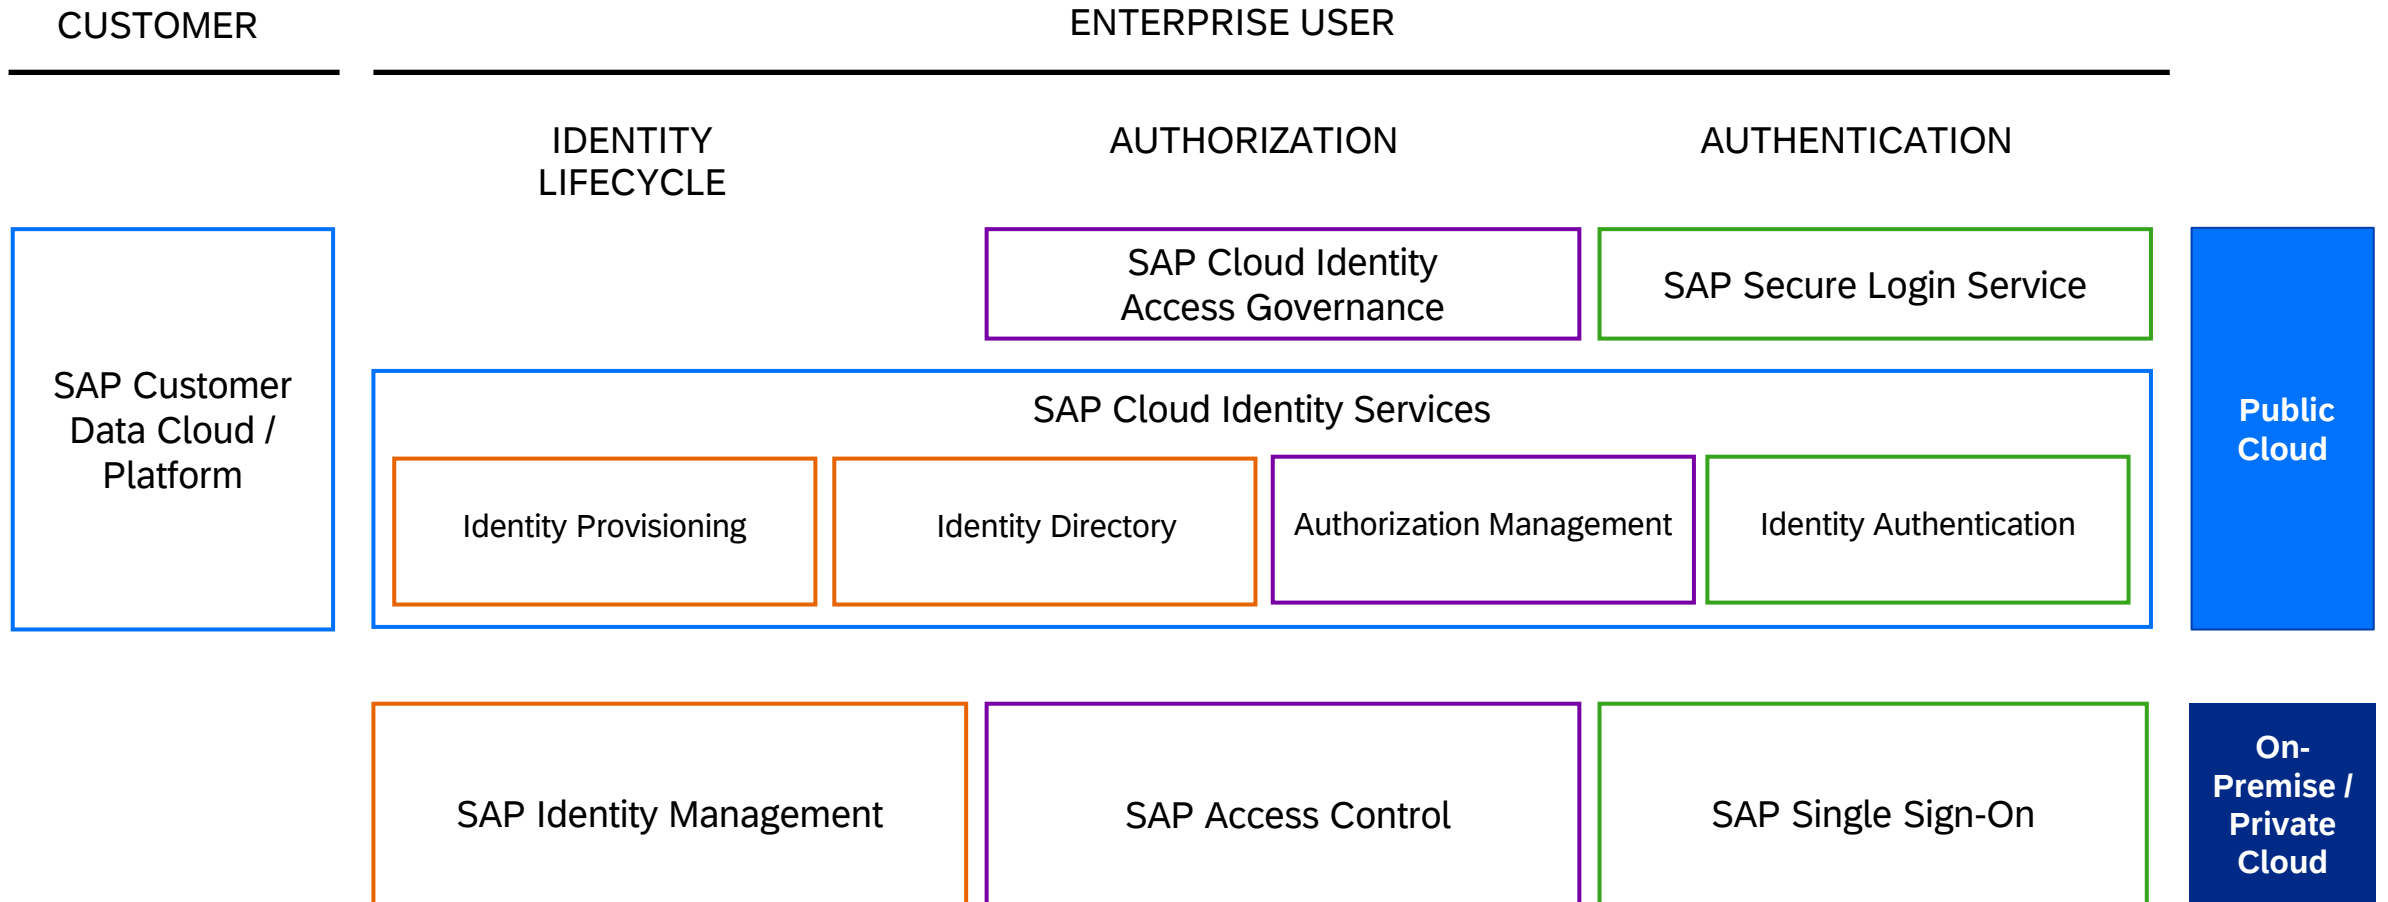 CUSTOMER
ENTERPRISE USER
IDENTITY
LIFECYCLE
AUTHORIZATION
AUTHENTICATION
SAP Customer
Data Cloud /
Platform
SAP Cloud Identity
Access Governance
SAP Secure Login Service
SAP Cloud Identity Services
Identity Provisioning
Identity Directory
Authorization Management
Identity Authentication
Public
Cloud
SAP Identity Management
SAP Access Control
SAP Single Sign-On
On-
Premise /
Private
Cloud